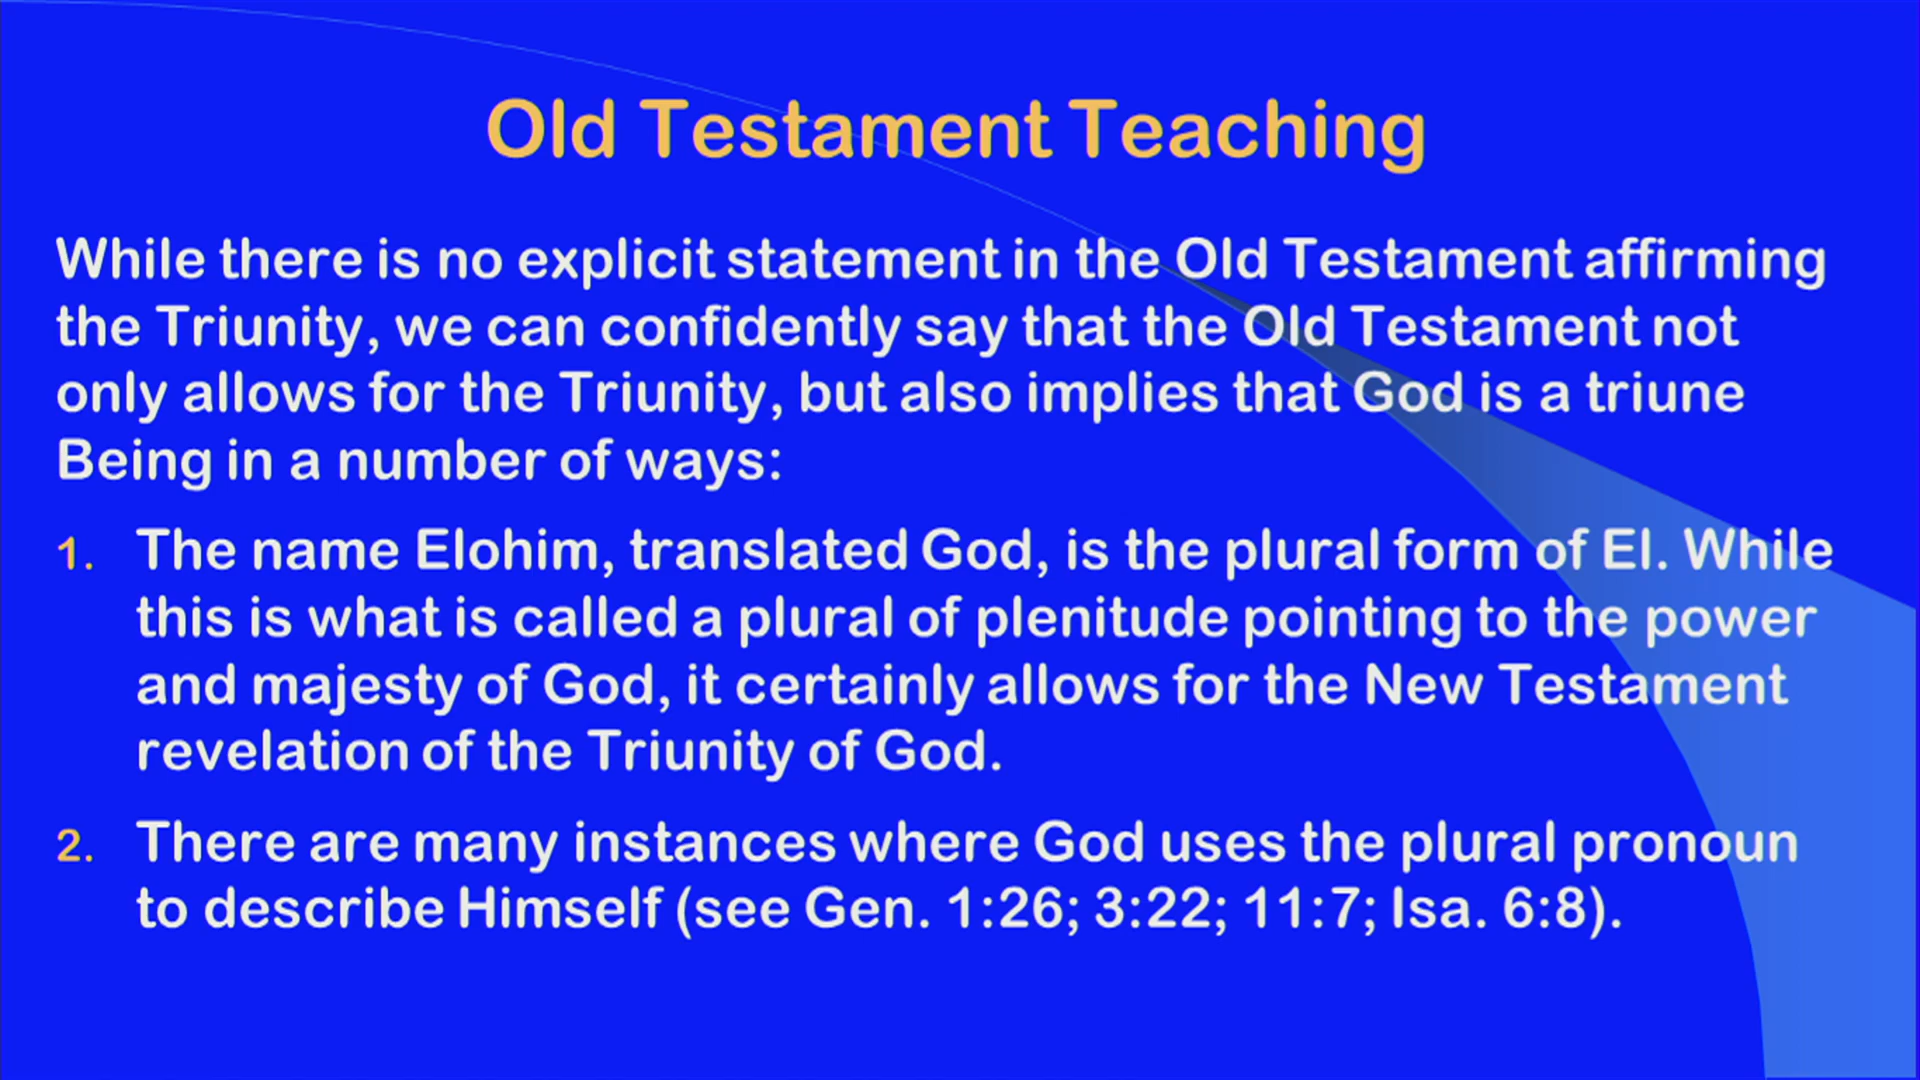 Old Testament Teaching
While there is no explicit statement in the Old Testament affirming
the Triunity, we can confidently say that the Old Testament not
only allows for the Triunity, but also implies that God is a triune
Being in a number of ways:
1. The name Elohim, translated God, is the plural form of El. While
this is what is called a plural of plenitude pointing to the power
and majesty of God, it certainly allows for the New Testament
revelation of the Triunity of God.
2. There are many instances where God uses the plural pronoun
to describe Himself (see Gen. 1:26; 3:22; 11:7; Isa. 6:8).